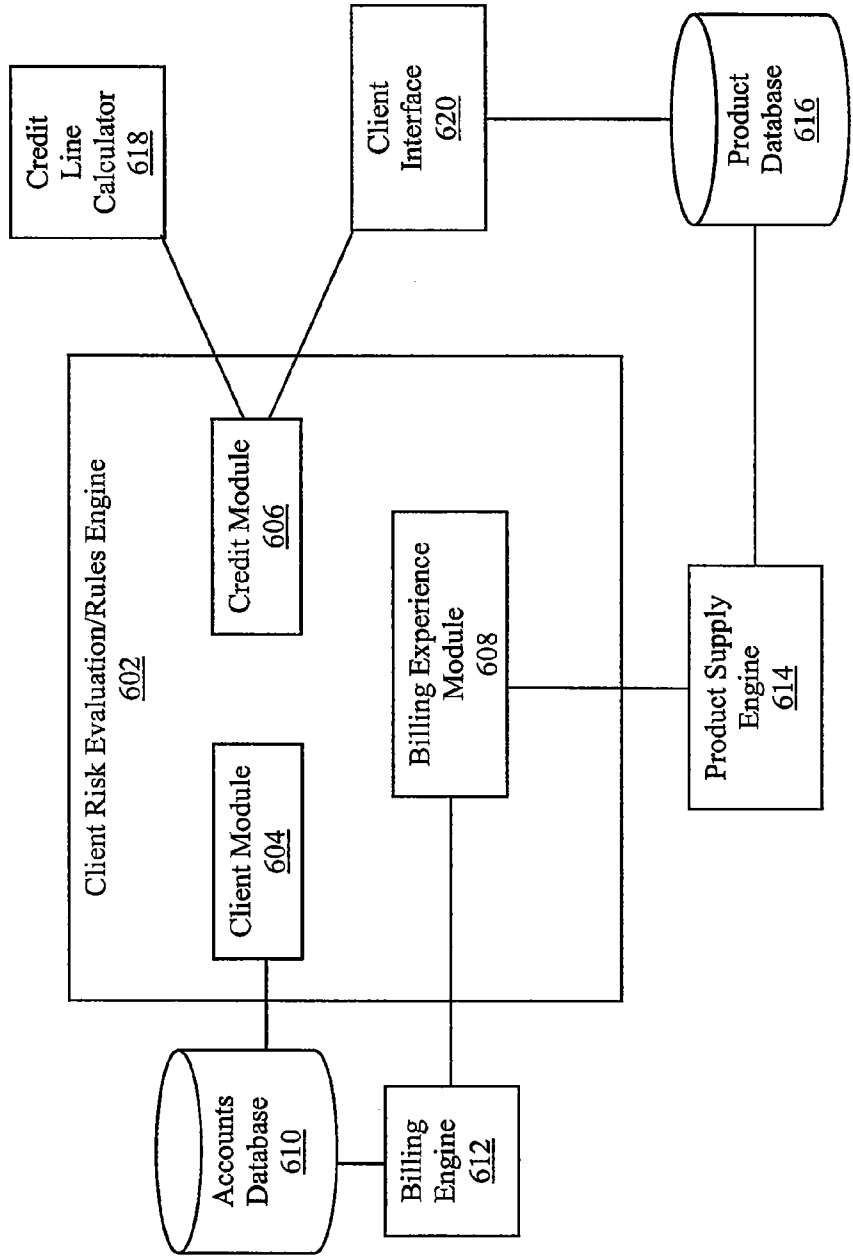 Client Risk Evaluation/Rules Engine
602
Credit
Line
Calculator
618
Accounts
Database
610
Client Module
604
Credit Module
606
Client
Interface
620
Billing
Engine
612
Billing Experience
Module
608
Product Supply
Engine
614
Product
Database
616